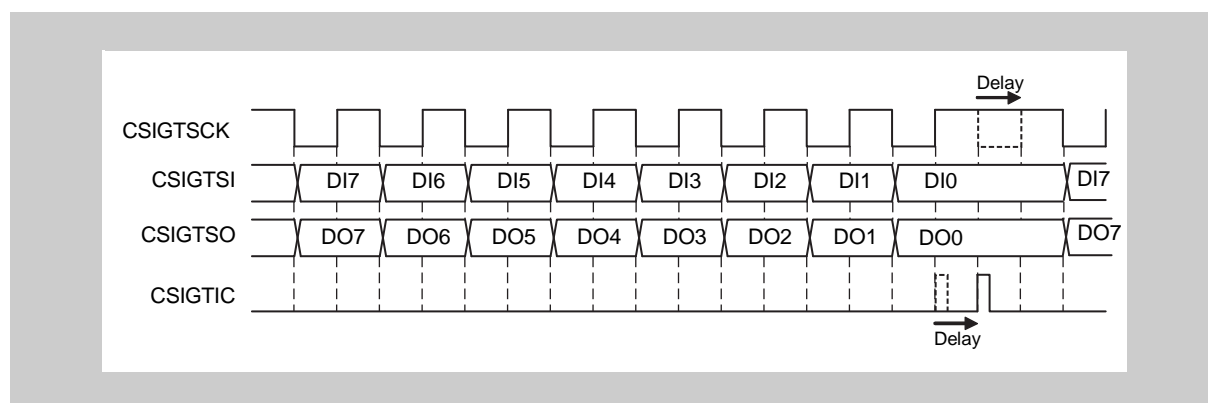 Delay
CSIGTSCK
CSIGTSI DI7 DI6 DI5 DI4 DI3 DI2 DI1 DI0 DI7
CSIGTSO DO7 DO6 DO5 DO4 DO3 DO2 DO1 DO0 DO7
CSIGTIC
Delay